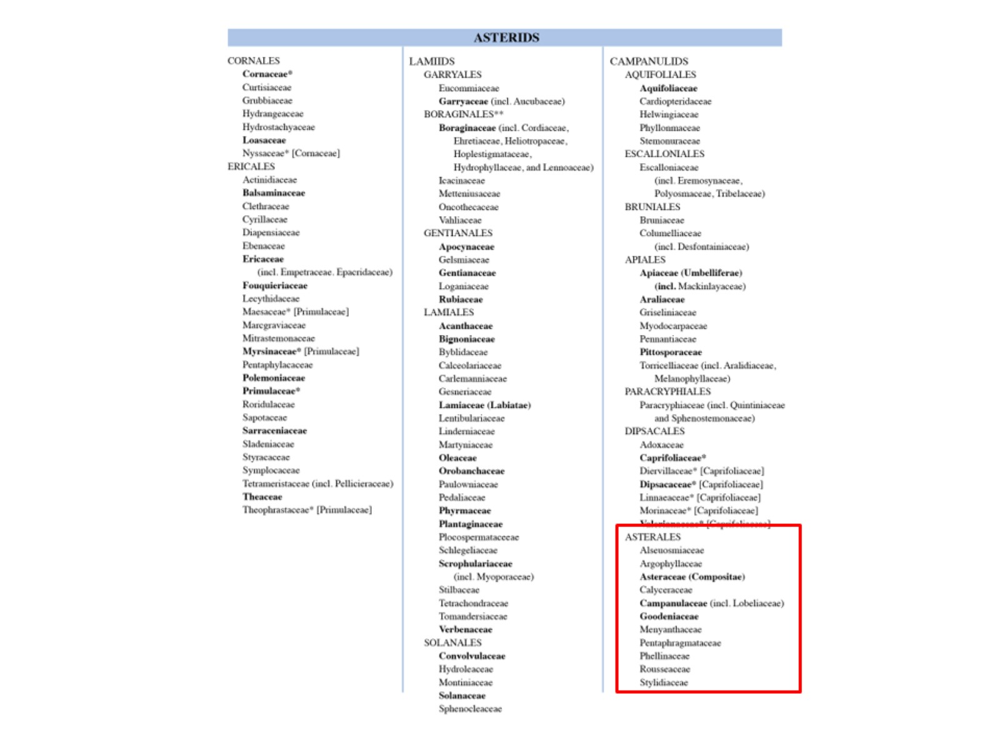 ASTERIDS
CORNALES
Cornaceae*
Curtisiaceae
Grubbiaceae
Hydrangeaceae
Hydrostachyaceae
Loasaceae
Nyssaceae* [Cornaceae]
ERICALES
Actinidiaceae
Balsaminaceae
Clethraceae
Cyrillaceae
Diapensiaceae
Ebenaceae
Ericaceae
(incl. Empetraceae. Epacridaceae)
Fouquieriaceae
Lecythidaceae
Maesaceae* [Primulaceae]
Marcgraviaceae
Mitrastemonaceae
Myrsinaceae* [Primulaceae]
Pentaphylacaceae
Polemoniaceae
Primulaceae*
Roridulaceae
Sapotaceae
Sarraceniaceae
Sladeniaceae
Styracaceae
Symplocaceae
Tetrameristaceae (incl. Pellicieraceae)
Theaceae
Theophrastaceae* [Primulaceae]
LAMIIDS
GARRYALES
Eucommiaceae
Garryaceae (incl. Aucubaceae)
BORAGINALES**
Boraginaceae (incl. Cordiaceae,
Ehretiaceae, Heliotropaceae,
Hoplestigmataceae,
Hydrophyllaceae, and Lennoaceae)
Icacinaceae
Metteniusaceae
Oncothecaceae
Vahliaceae
GENTIANALES
Apocynaceae
Gelsmiaceae
Gentianaceae
Loganiaceae
Rubiaceae
LAMIALES
Acanthaceae
Bignoniaceae
Byblidaceae
Calceolariaceae
Carlemanniaceae
Gesneriaceae
Lamiaceae (Labiatae)
Lentibulariaceae
Linderniaceae
Martyniaceae
Oleaceae
Orobanchaceae
Paulowniaceae
Pedaliaceae
Phyrmaceae
Plantaginaceae
Plocospermataceeae
Schlegeliaceae
Scrophulariaceae
(incl. Myoporaceae)
Stilbaceae
Tetrachondraceae
Tomandersiaceae
Verbenaceae
SOLANALES
Convolvulaceae
Hydroleaceae
Montiniaceae
Solanaceae
Sphenocleaceae
CAMPANULIDS
AQUIFOLIALES
Aquifoliaceae
Cardiopteridaceae
Helwingiaceae
Phyllonmaceae
Stemonuraceae
ESCALLONIALES
Escalloniaceae
(incl. Eremosynaceae,
Polyosmaceae, Tribelaceae)
BRUNIALES
Bruniaceae
Columelliaceae
(incl. Desfontainiaceae)
APIALES
Apiaceae (Umbelliferae)
(incl. Mackinlayaceae)
Araliaceae
Griseliniaceae
Myodocarpaceae
Pennantiaceae
Pittosporaceae
Torricelliaceae (incl. Aralidiaceae,
Melanophyllaceae)
PARACRYPHIALES
Paracryphiaceae (incl. Quintiniaceae
and Sphenostemonaceae)
DIPSACALES
Adoxaceae
Caprifoliaceae*
Diervillaceae* [Caprifoliaceae]
Dipsacaceae* [Caprifoliaceae]
Linnaeaceae* [Caprifoliaceae]
Morinaceae* [Caprifoliaceae]
Valerianaceae* [Caprifoliaceae]
ASTERALES
Alseuosmiaceae
Argophyllaceae
Asteraceae (Compositae)
Calyceraceae
Campanulaceae (incl. Lobeliaceae)
Goodeniaceae
Menyanthaceae
Pentaphragmataceae
Phellinaceae
Rousseaceae
Stylidiaceae